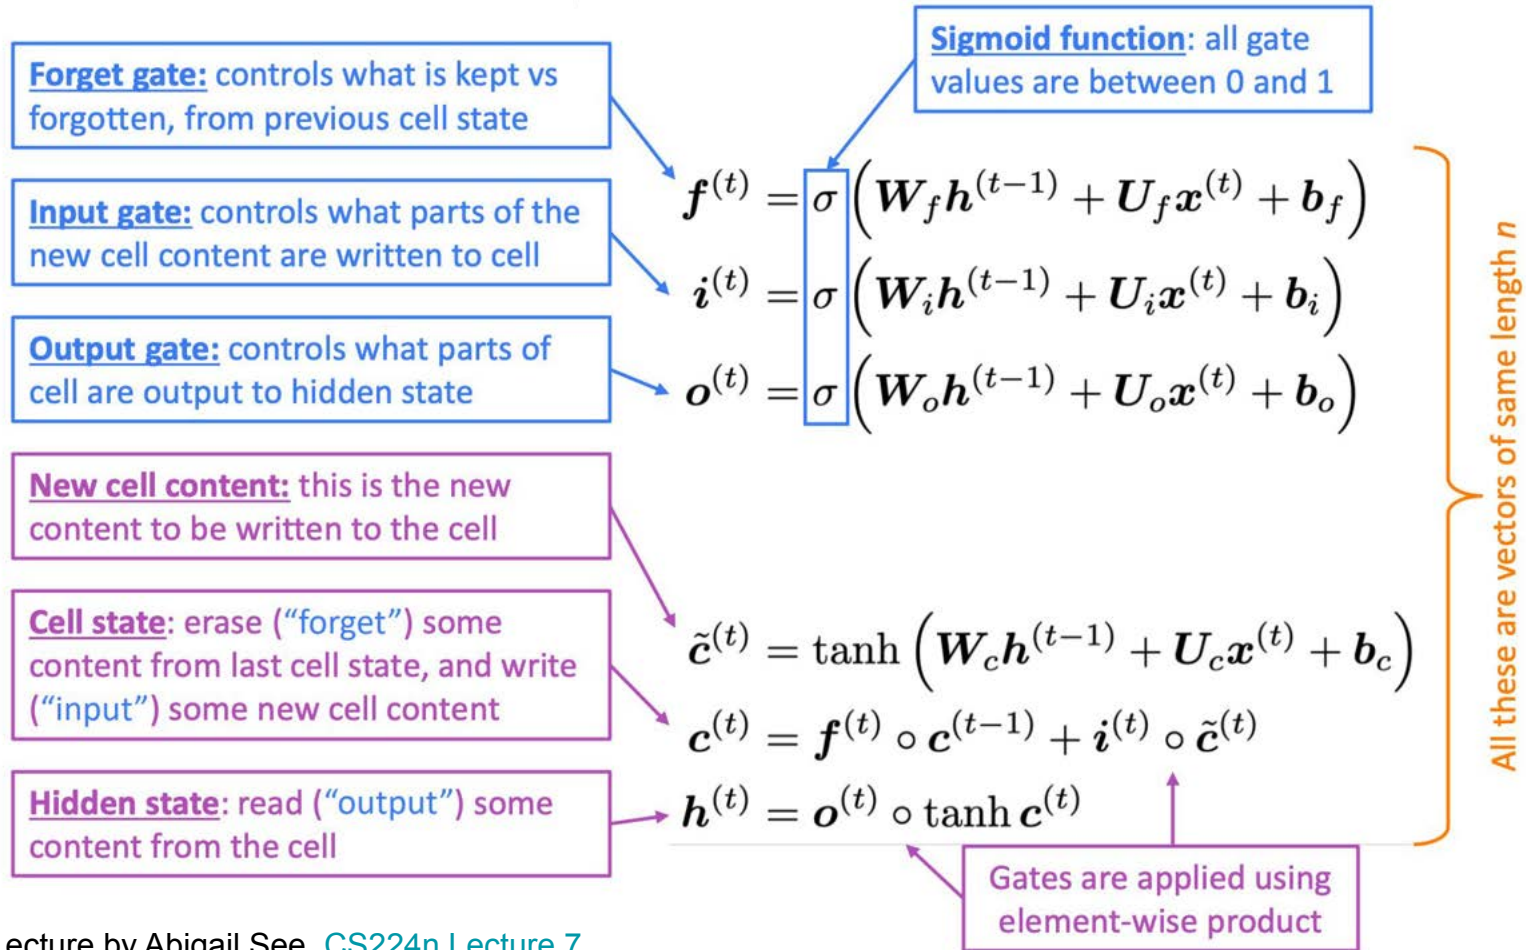 Sigmoid function: all gate
values are between 0 and 1
Forget gate: controls what is kept vs
forgotten, from previous cell state
f^(t) = σ(W_f h^(t−1) + U_f x^(t) + b_f)
Input gate: controls what parts of the
new cell content are written to cell
i^(t) = σ(W_i h^(t−1) + U_i x^(t) + b_i)
Output gate: controls what parts of
cell are output to hidden state
o^(t) = σ(W_o h^(t−1) + U_o x^(t) + b_o)
New cell content: this is the new
content to be written to the cell
c̃^(t) = tanh(W_c h^(t−1) + U_c x^(t) + b_c)
Cell state: erase (“forget”) some
content from last cell state, and write
(“input”) some new cell content
c^(t) = f^(t) ∘ c^(t−1) + i^(t) ∘ c̃^(t)
Hidden state: read (“output”) some
content from the cell
h^(t) = o^(t) ∘ tanh c^(t)
Gates are applied using
element-wise product
All these are vectors of same length n
ecture by Abigail See, CS224n Lecture 7